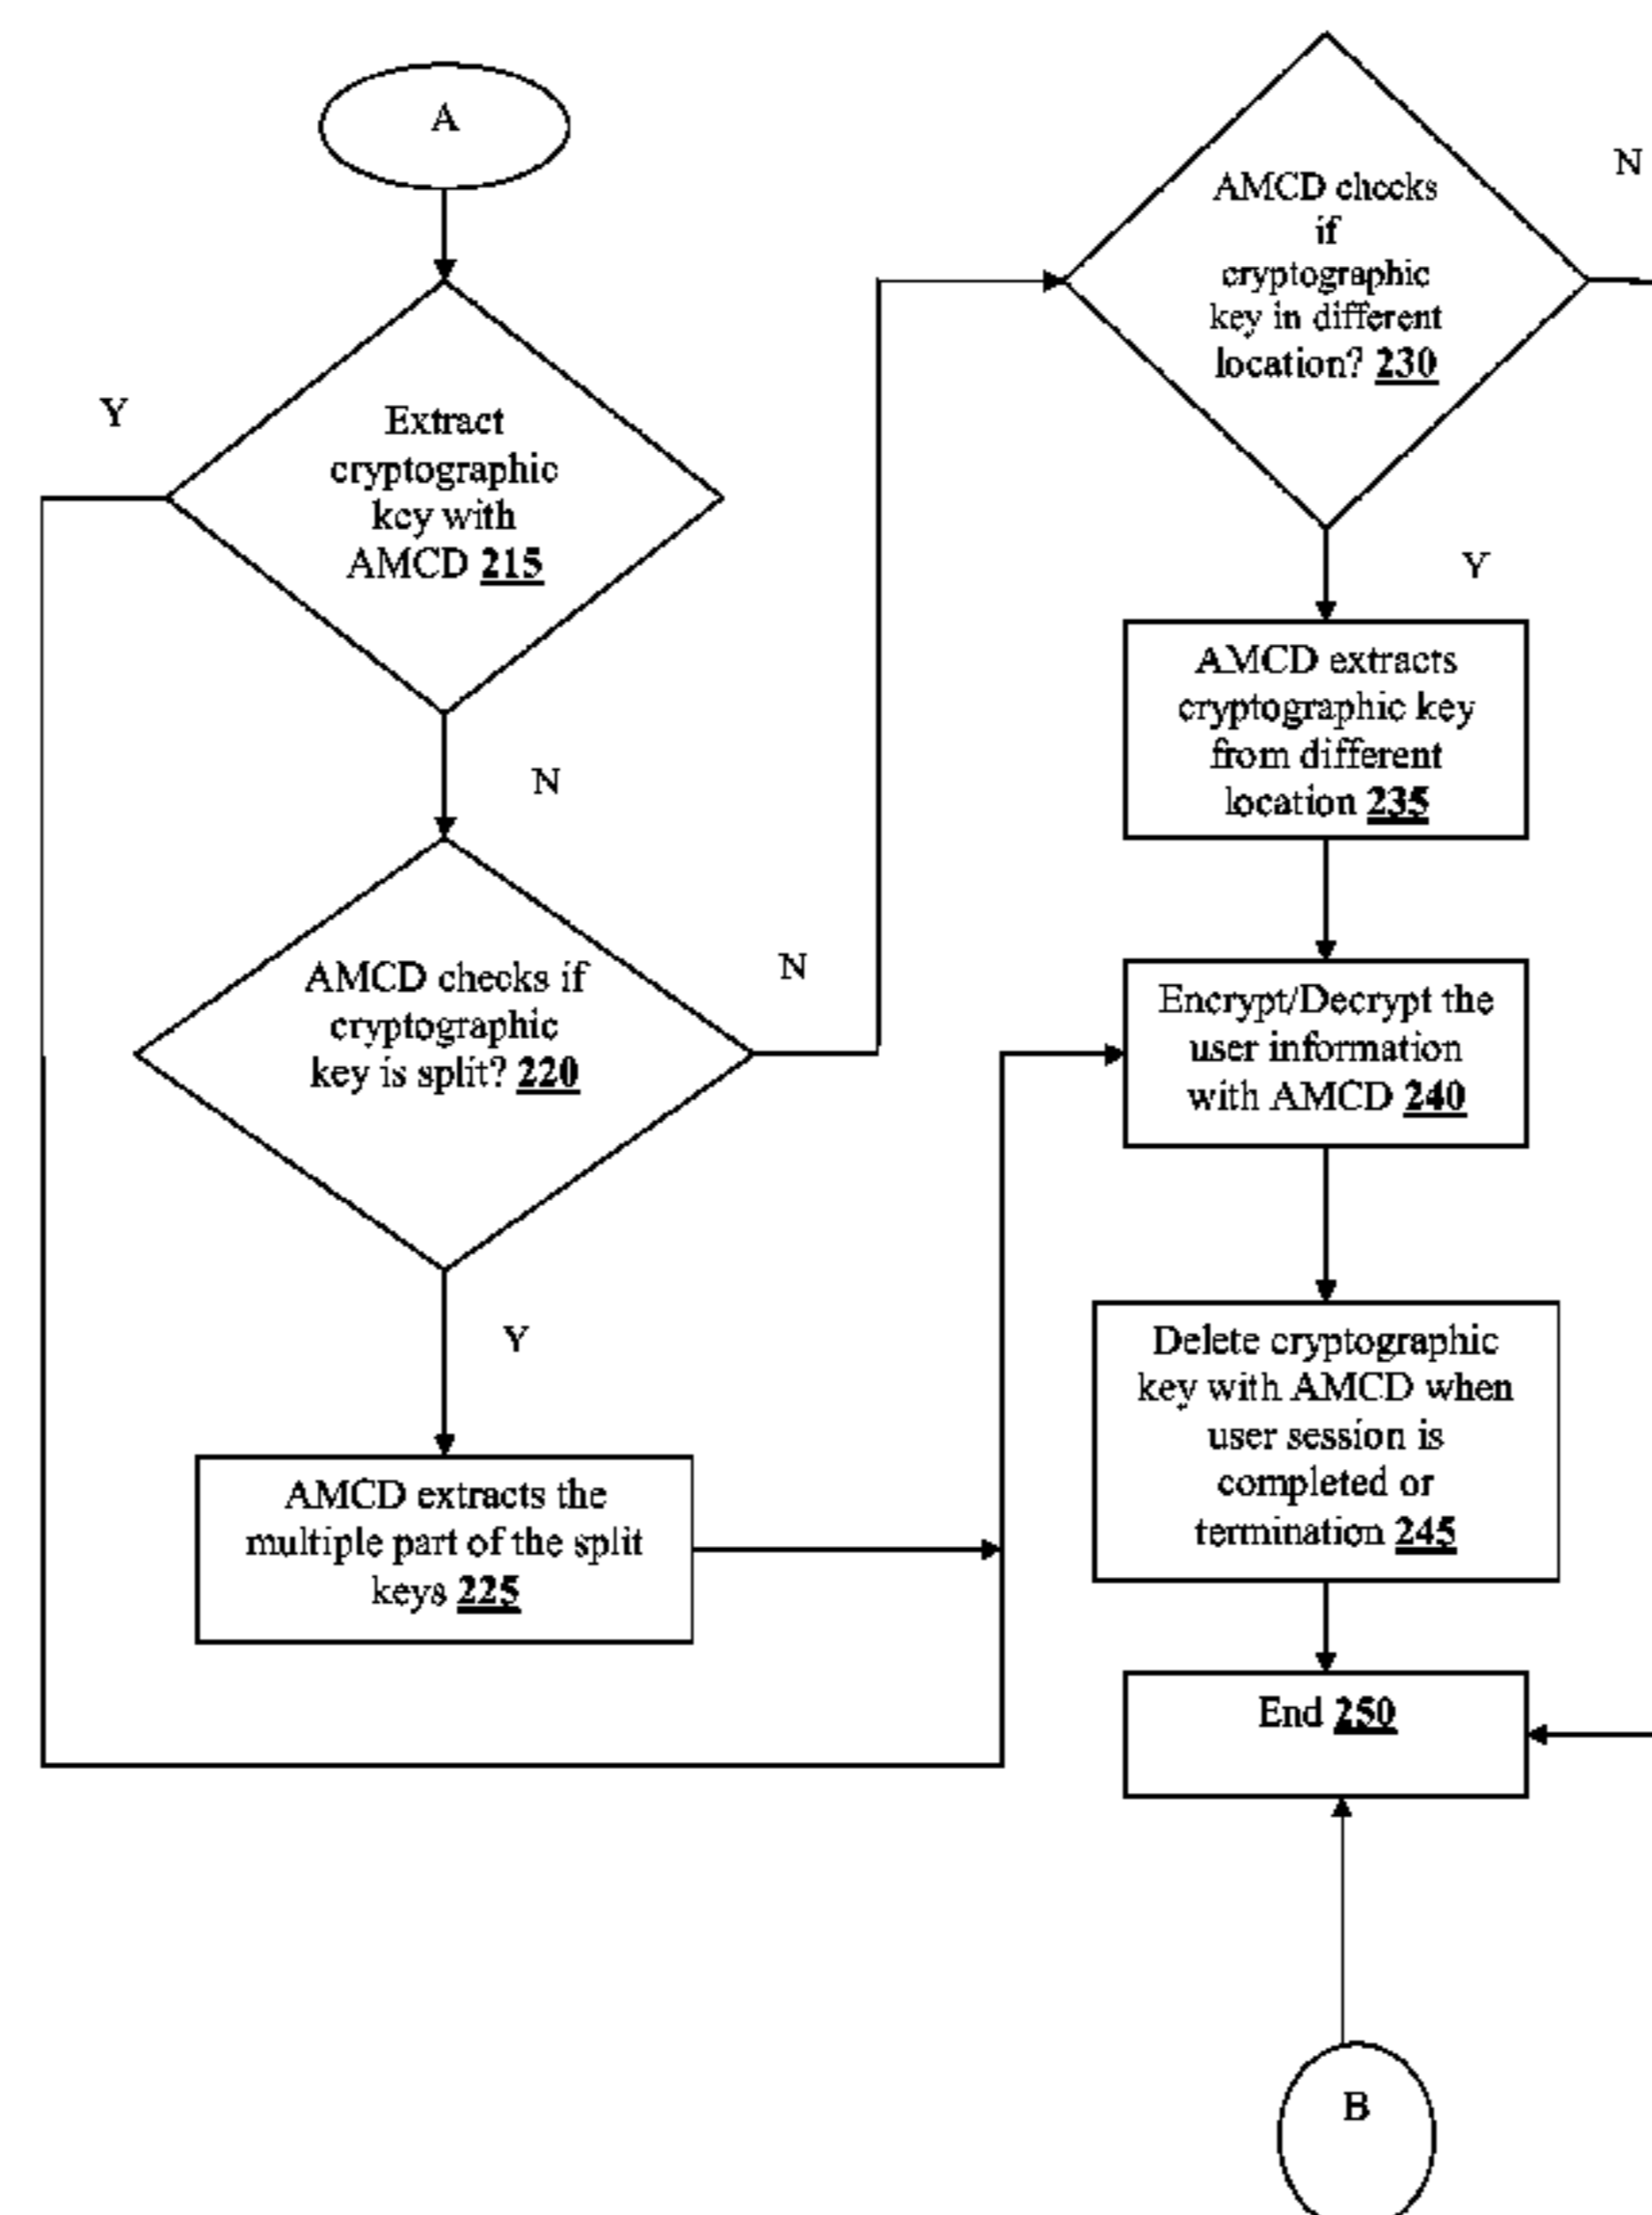 A
Y
Extract
cryptographic
key with
AMCD 215
N
AMCD checks if
cryptographic
key is split? 220
N
Y
AMCD extracts the
multiple part of the split
keys 225
AMCD checks
if
cryptographic
key in different
location? 230
N
Y
AMCD extracts
cryptographic key
from different
location 235
Encrypt/Decrypt the
user information
with AMCD 240
Delete cryptographic
key with AMCD when
user session is
completed or
termination 245
End 250
B